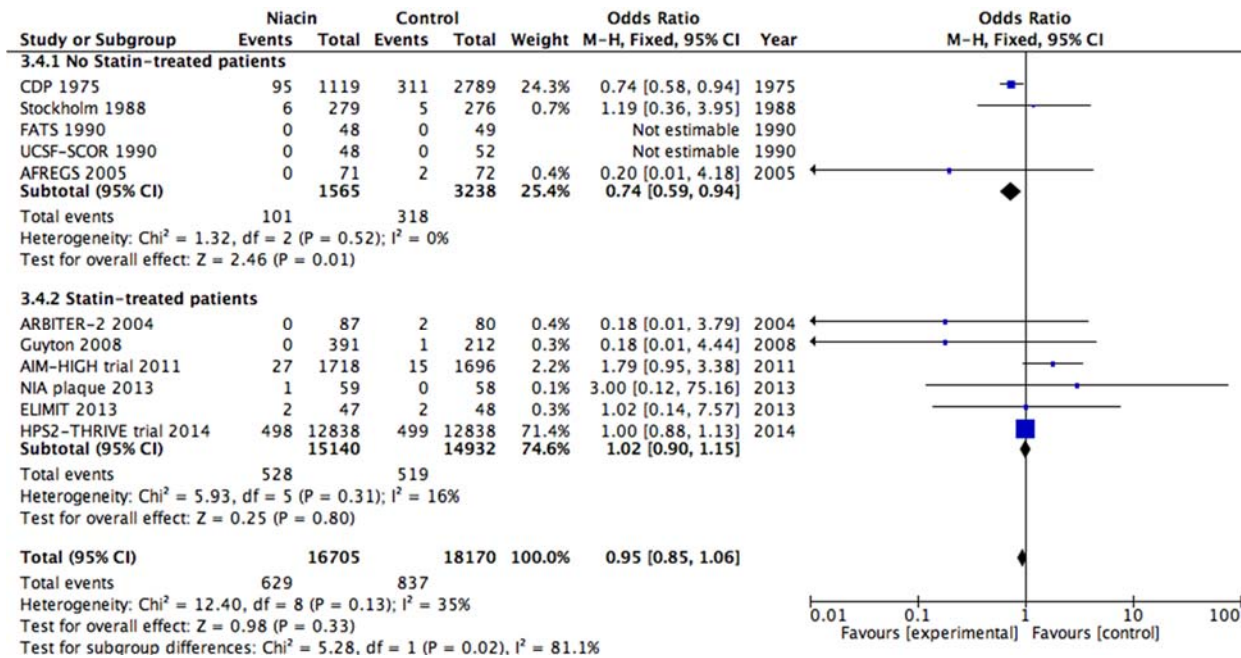 Niacin Control Odds Ratio Odds Ratio
Study or Subgroup Events Total Events Total Weight M-H, Fixed, 95% CI Year M-H, Fixed, 95% CI
3.4.1 No Statin-treated patients
CDP 1975 95 1119 311 2789 24.3% 0.74 [0.58, 0.94] 1975
Stockholm 1988 6 279 5 276 0.7% 1.19 [0.36, 3.95] 1988
FATS 1990 0 48 0 49 Not estimable 1990
UCSF-SCOR 1990 0 48 0 52 Not estimable 1990
AFREGS 2005 0 71 2 72 0.4% 0.20 [0.01, 4.18] 2005
Subtotal (95% CI) 1565 3238 25.4% 0.74 [0.59, 0.94]
Total events 101 318
Heterogeneity: Chi² = 1.32, df = 2 (P = 0.52); I² = 0%
Test for overall effect: Z = 2.46 (P = 0.01)
3.4.2 Statin-treated patients
ARBITER-2 2004 0 87 2 80 0.4% 0.18 [0.01, 3.79] 2004
Guyton 2008 0 391 1 212 0.3% 0.18 [0.01, 4.44] 2008
AIM-HIGH trial 2011 27 1718 15 1696 2.2% 1.79 [0.95, 3.38] 2011
NIA plaque 2013 1 59 0 58 0.1% 3.00 [0.12, 75.16] 2013
ELIMIT 2013 2 47 2 48 0.3% 1.02 [0.14, 7.57] 2013
HPS2-THRIVE trial 2014 498 12838 499 12838 71.4% 1.00 [0.88, 1.13] 2014
Subtotal (95% CI) 15140 14932 74.6% 1.02 [0.90, 1.15]
Total events 528 519
Heterogeneity: Chi² = 5.93, df = 5 (P = 0.31); I² = 16%
Test for overall effect: Z = 0.25 (P = 0.80)
Total (95% CI) 16705 18170 100.0% 0.95 [0.85, 1.06]
Total events 629 837
Heterogeneity: Chi² = 12.40, df = 8 (P = 0.13); I² = 35%
Test for overall effect: Z = 0.98 (P = 0.33)
Test for subgroup differences: Chi² = 5.28, df = 1 (P = 0.02), I² = 81.1%
0.01 0.1 1 10 100
Favours [experimental] Favours [control]